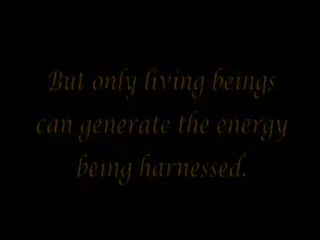 But only living beings
can generate the energy
being harnessed.